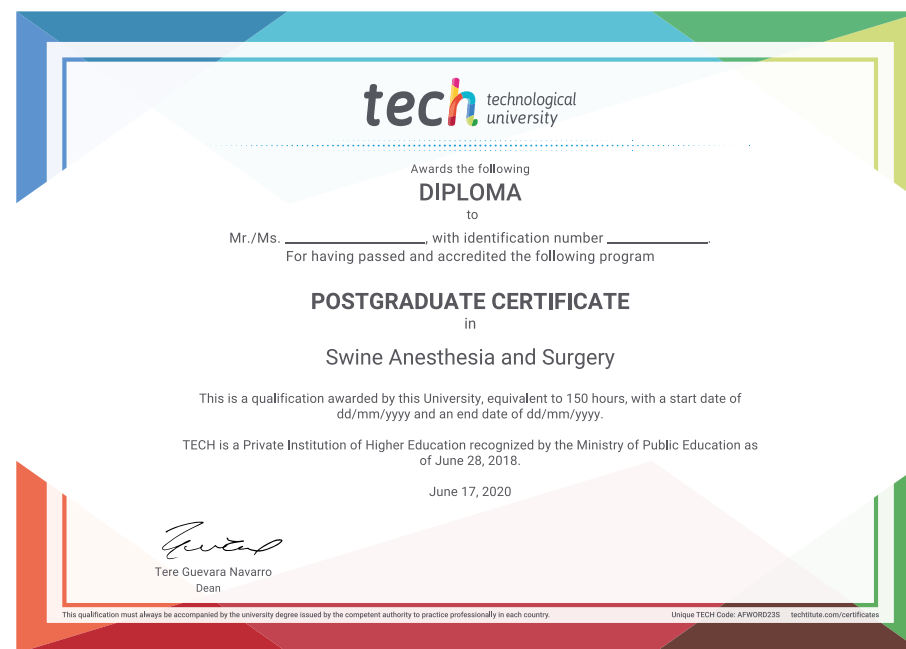 tech technological
university
Awards the following
DIPLOMA
to
Mr./Ms. ____________________, with identification number ______________.
For having passed and accredited the following program
POSTGRADUATE CERTIFICATE
in
Swine Anesthesia and Surgery
This is a qualification awarded by this University, equivalent to 150 hours, with a start date of
dd/mm/yyyy and an end date of dd/mm/yyyy.
TECH is a Private Institution of Higher Education recognized by the Ministry of Public Education as
of June 28, 2018.
June 17, 2020
Tere Guevara Navarro
Dean
This qualification must always be accompanied by the university degree issued by the competent authority to practice professionally in each country. Unique TECH Code: AFWORD23S techtitute.com/certificates